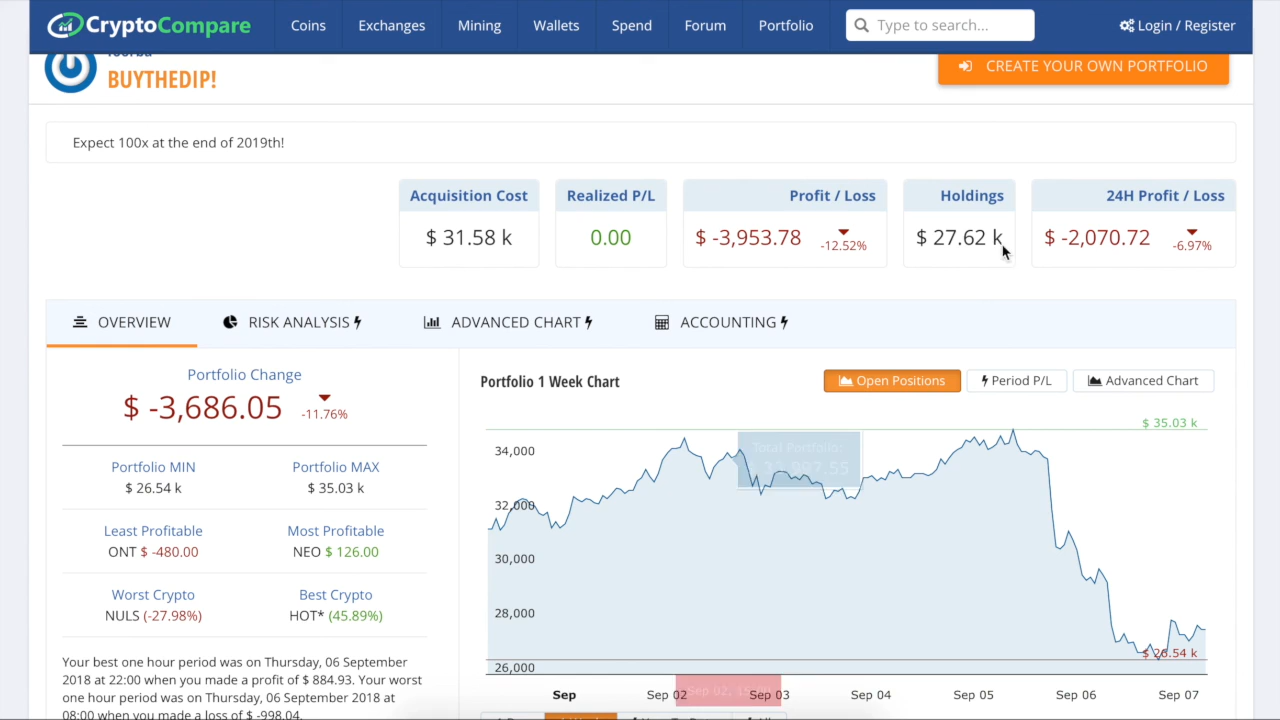 CryptoCompare
Coins
Exchanges
Mining
Wallets
Spend
Forum
Portfolio
Type to search...
Login / Register
BUYTHEDIP!
CREATE YOUR OWN PORTFOLIO
Expect 100x at the end of 2019th!
Acquisition Cost
$ 31.58 k
Realized P/L
0.00
Profit / Loss
$ -3,953.78
-12.52%
Holdings
$ 27.62 k
24H Profit / Loss
$ -2,070.72
-6.97%
OVERVIEW
RISK ANALYSIS
ADVANCED CHART
ACCOUNTING
Portfolio Change
$ -3,686.05
-11.76%
Portfolio MIN
$ 26.54 k
Portfolio MAX
$ 35.03 k
Least Profitable
ONT $ -480.00
Most Profitable
NEO $ 126.00
Worst Crypto
NULS (-27.98%)
Best Crypto
HOT* (45.89%)
Your best one hour period was on Thursday, 06 September
2018 at 22:00 when you made a profit of $ 884.93. Your worst
one hour period was on Thursday, 06 September 2018 at
08:00 when you made a loss of $ -998.04.
Portfolio 1 Week Chart
Open Positions
Period P/L
Advanced Chart
$ 35.03 k
34,000
Total Portfolio:
32,000
30,000
28,000
$ 26.54 k
26,000
Sep
Sep 02
Sep 03
Sep 04
Sep 05
Sep 06
Sep 07